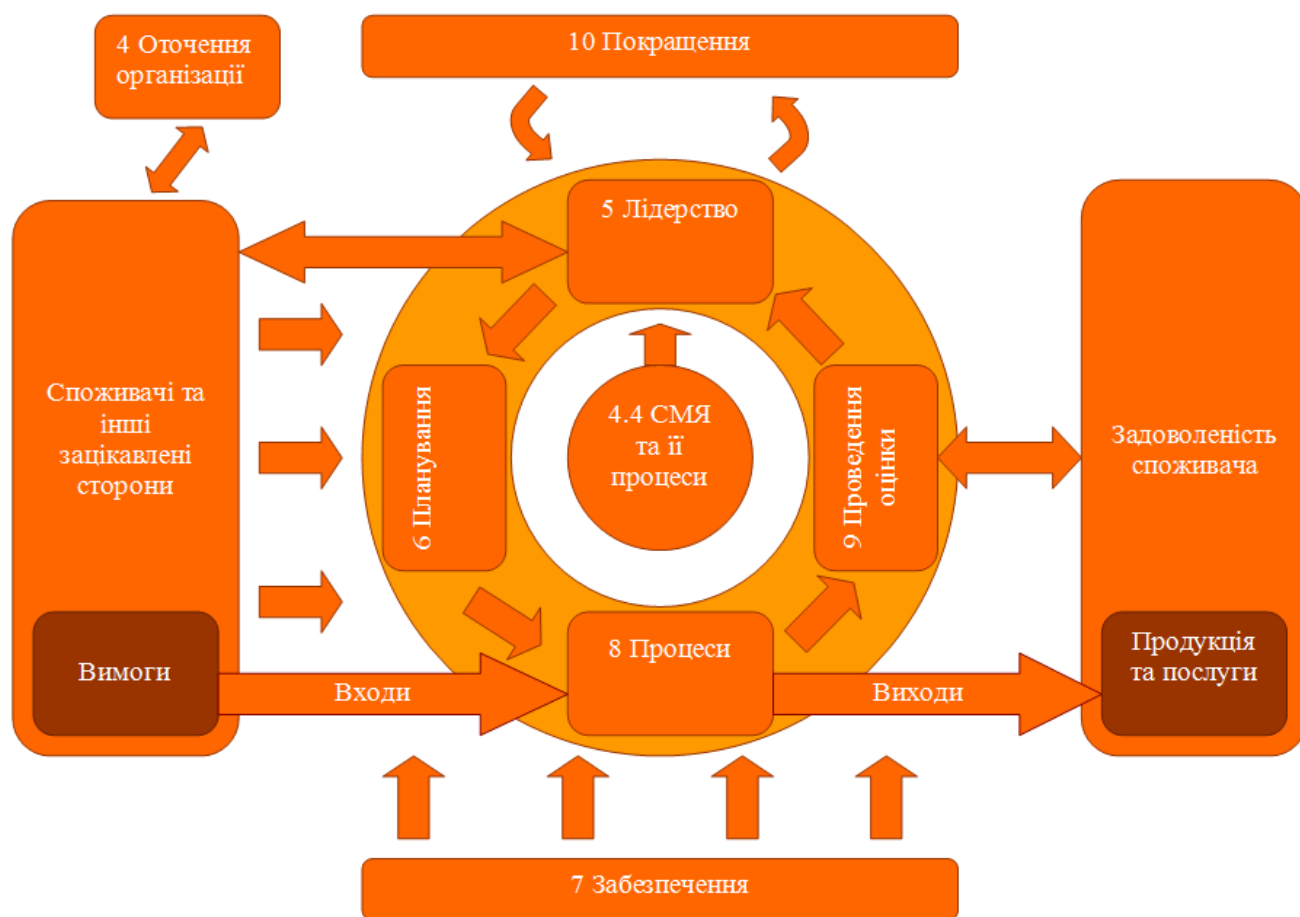 4 Оточення
організації
10 Покращення
5 Лідерство
Споживачі та
інші
зацікавлені
сторони
6 Планування
4.4 СМЯ
та її
процеси
9 Проведення
оцінки
Задоволеність
споживача
Вимоги
Входи
8 Процеси
Виходи
Продукція
та послуги
7 Забезпечення